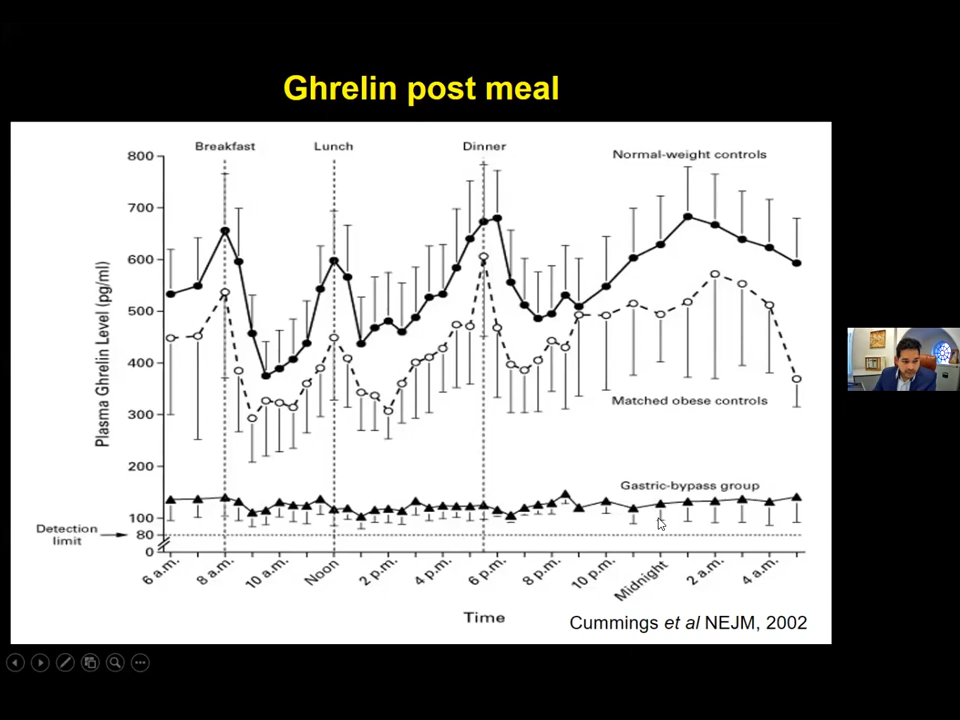 Ghrelin post meal
Breakfast
Lunch
Dinner
Normal-weight controls
Matched obese controls
Gastric-bypass group
Plasma Ghrelin Level (pg/ml)
800
700
600
500
400
300
200
100
80
0
Detection
limit
6 a.m.
8 a.m.
10 a.m.
Noon
2 p.m.
4 p.m.
6 p.m.
8 p.m.
10 p.m.
Midnight
2 a.m.
4 a.m.
Time
Cummings et al NEJM, 2002